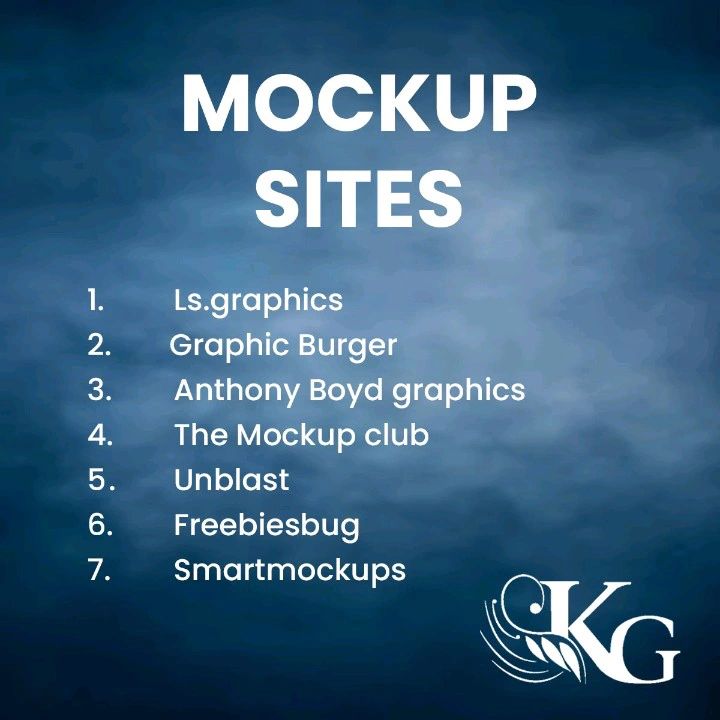 MOCKUP
SITES
1. Ls.graphics
2. Graphic Burger
3. Anthony Boyd graphics
4. The Mockup club
5. Unblast
6. Freebiesbug
7. Smartmockups
KG